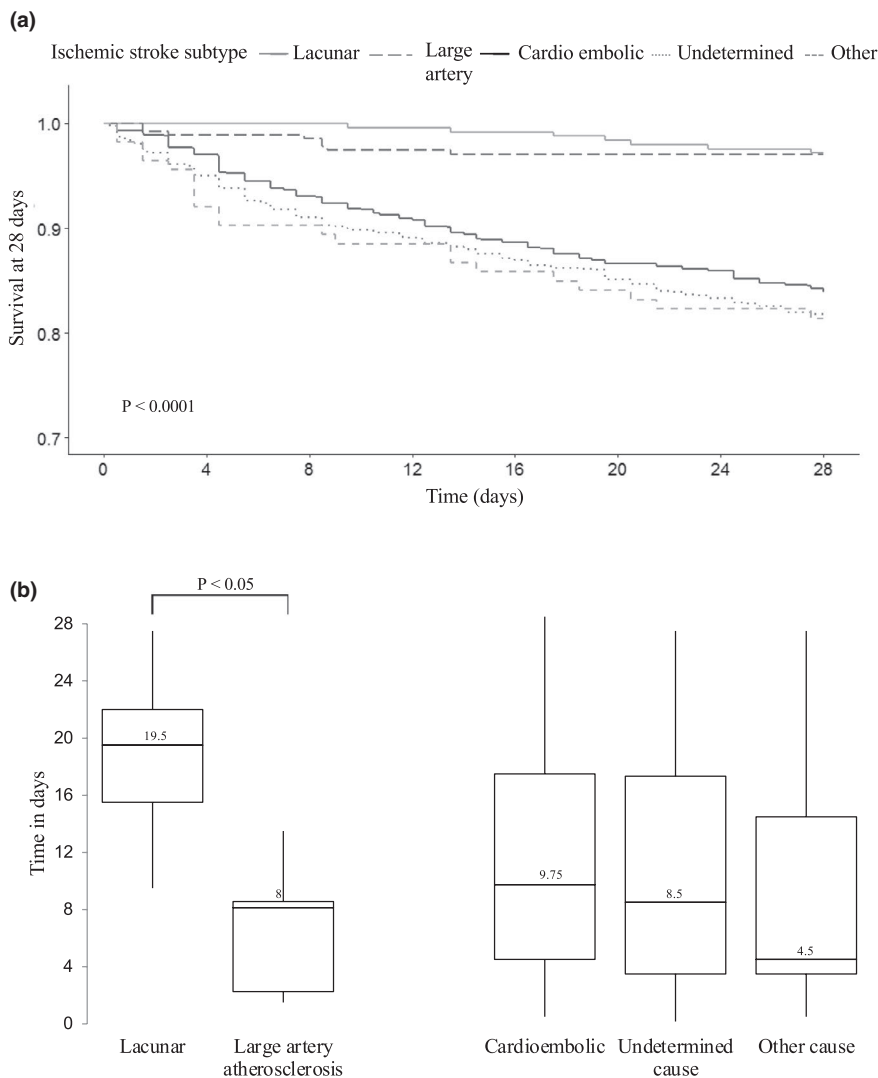 (a)
Ischemic stroke subtype Lacunar Large artery Cardio embolic Undetermined Other
1.0
0.9
0.8
0.7
Survival at 28 days
P < 0.0001
0 4 8 12 16 20 24 28
Time (days)
(b)
P < 0.05
28
24
20
16
12
8
4
0
Time in days
19.5
8
9.75
8.5
4.5
Lacunar
Large artery
atherosclerosis
Cardioembolic
Undetermined
cause
Other cause